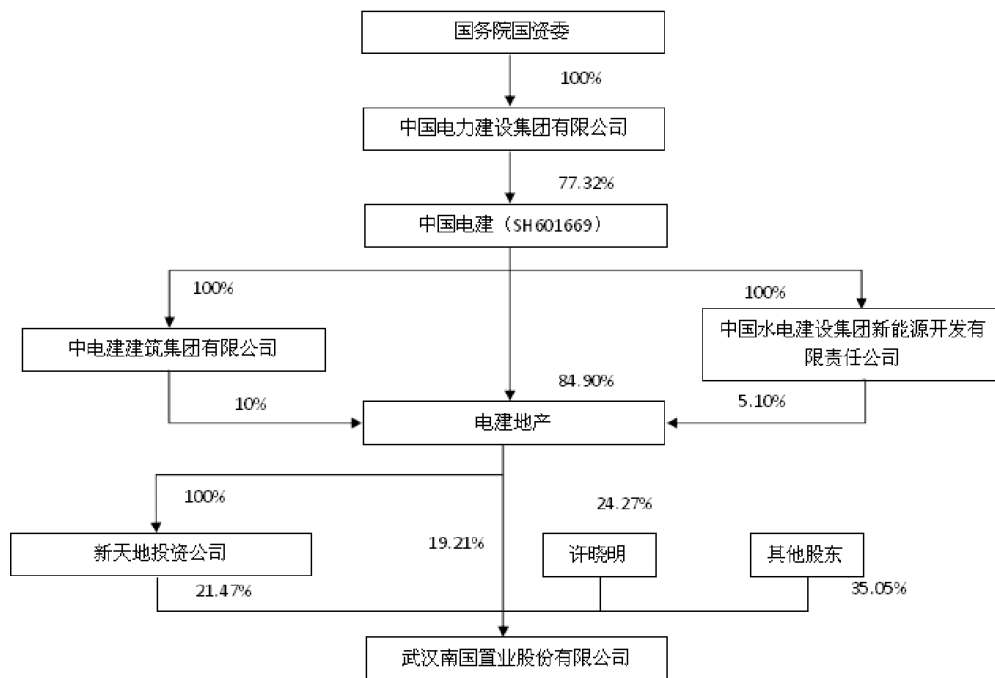 国务院国资委
100%
中国电力建设集团有限公司
77.32%
中国电建（SH601669）
100%
100%
中电建建筑集团有限公司
中国水电建设集团新能源开发有
限责任公司
84.90%
10%
5.10%
电建地产
100%
24.27%
19.21%
新天地投资公司
许晓明
其他股东
21.47%
35.05%
武汉南国置业股份有限公司